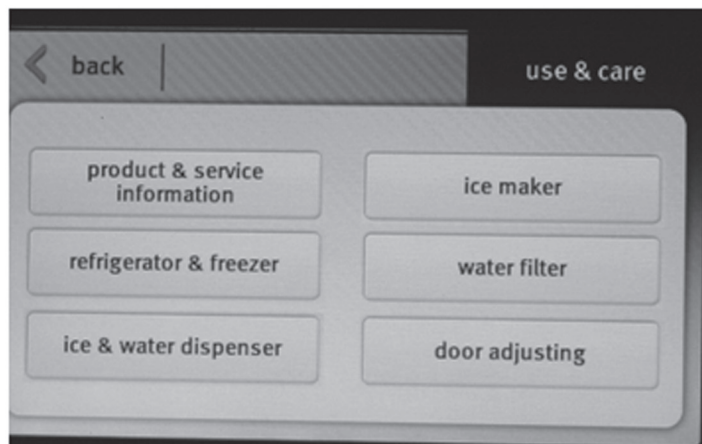 back
use & care
product & service
information
ice maker
refrigerator & freezer
water filter
ice & water dispenser
door adjusting